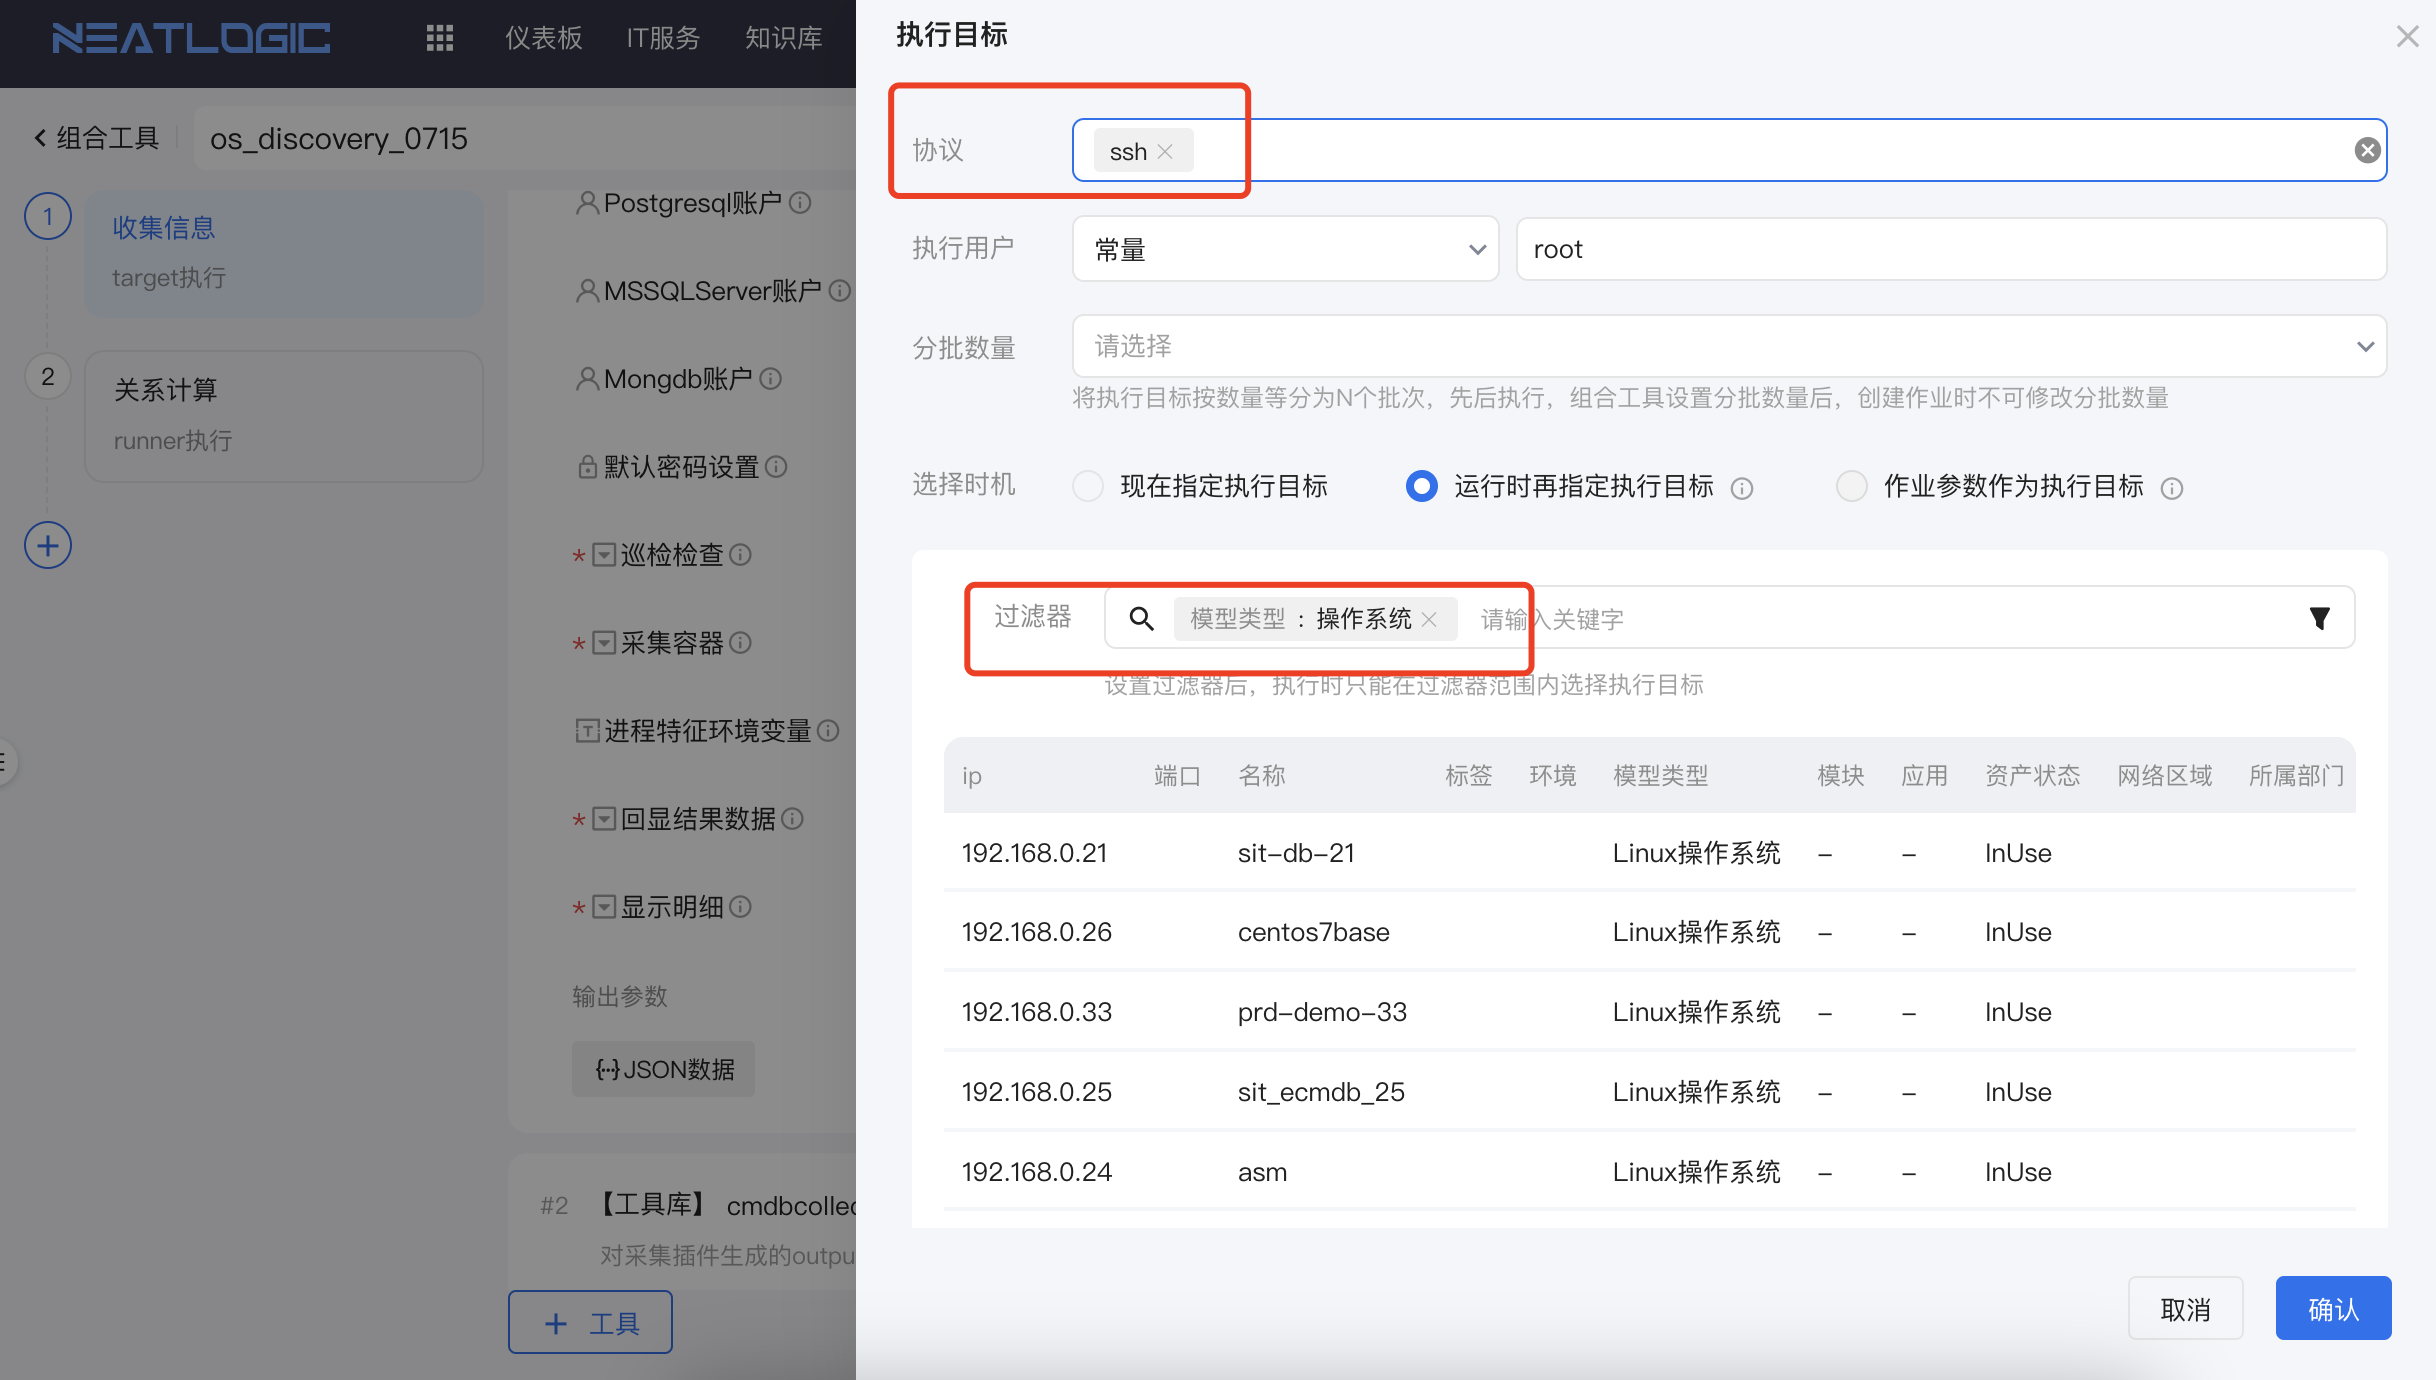 NEATLOGIC
仪表板
IT服务
知识库
组合工具
os_discovery_0715
1
收集信息
target执行
2
关系计算
runner执行
Postgresql账户
MSSQLServer账户
Mongdb账户
默认密码设置
* 巡检检查
* 采集容器
进程特征环境变量
* 回显结果数据
* 显示明细
输出参数
{··}JSON数据
#2 【工具库】 cmdbcollec
对采集插件生成的outpu
+ 工具
执行目标
协议 ssh
执行用户 常量 root
分批数量 请选择
将执行目标按数量等分为N个批次，先后执行，组合工具设置分批数量后，创建作业时不可修改分批数量
选择时机 现在指定执行目标 运行时再指定执行目标 作业参数作为执行目标
过滤器 模型类型 : 操作系统 请输入关键字
设置过滤器后，执行时只能在过滤器范围内选择执行目标
ip 端口 名称 标签 环境 模型类型 模块 应用 资产状态 网络区域 所属部门
192.168.0.21 sit-db-21 Linux操作系统 - - InUse
192.168.0.26 centos7base Linux操作系统 - - InUse
192.168.0.33 prd-demo-33 Linux操作系统 - - InUse
192.168.0.25 sit_ecmdb_25 Linux操作系统 - - InUse
192.168.0.24 asm Linux操作系统 - - InUse
取消 确认